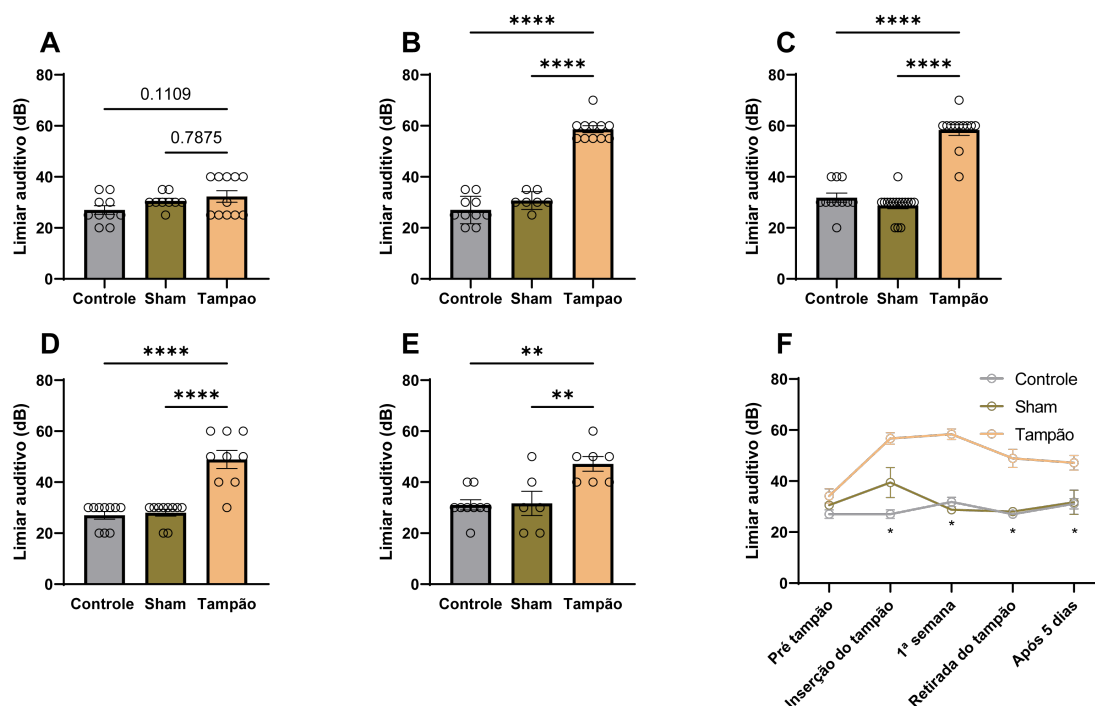 A
Limiar auditivo (dB)
80
60
40
20
0
0.1109
0.7875
Controle Sham Tampao
B
Limiar auditivo (dB)
80
60
40
20
0
****
****
Controle Sham Tampao
C
Limiar auditivo (dB)
80
60
40
20
0
****
****
Controle Sham Tampão
D
Limiar auditivo (dB)
80
60
40
20
0
****
****
Controle Sham Tampão
E
Limiar auditivo (dB)
80
60
40
20
0
**
**
Controle Sham Tampão
F
Limiar auditivo (dB)
80
60
40
20
0
Controle
Sham
Tampão
* * * *
Pré tampão
Inserção do tampão
1ª semana
Retirada do tampão
Após 5 dias